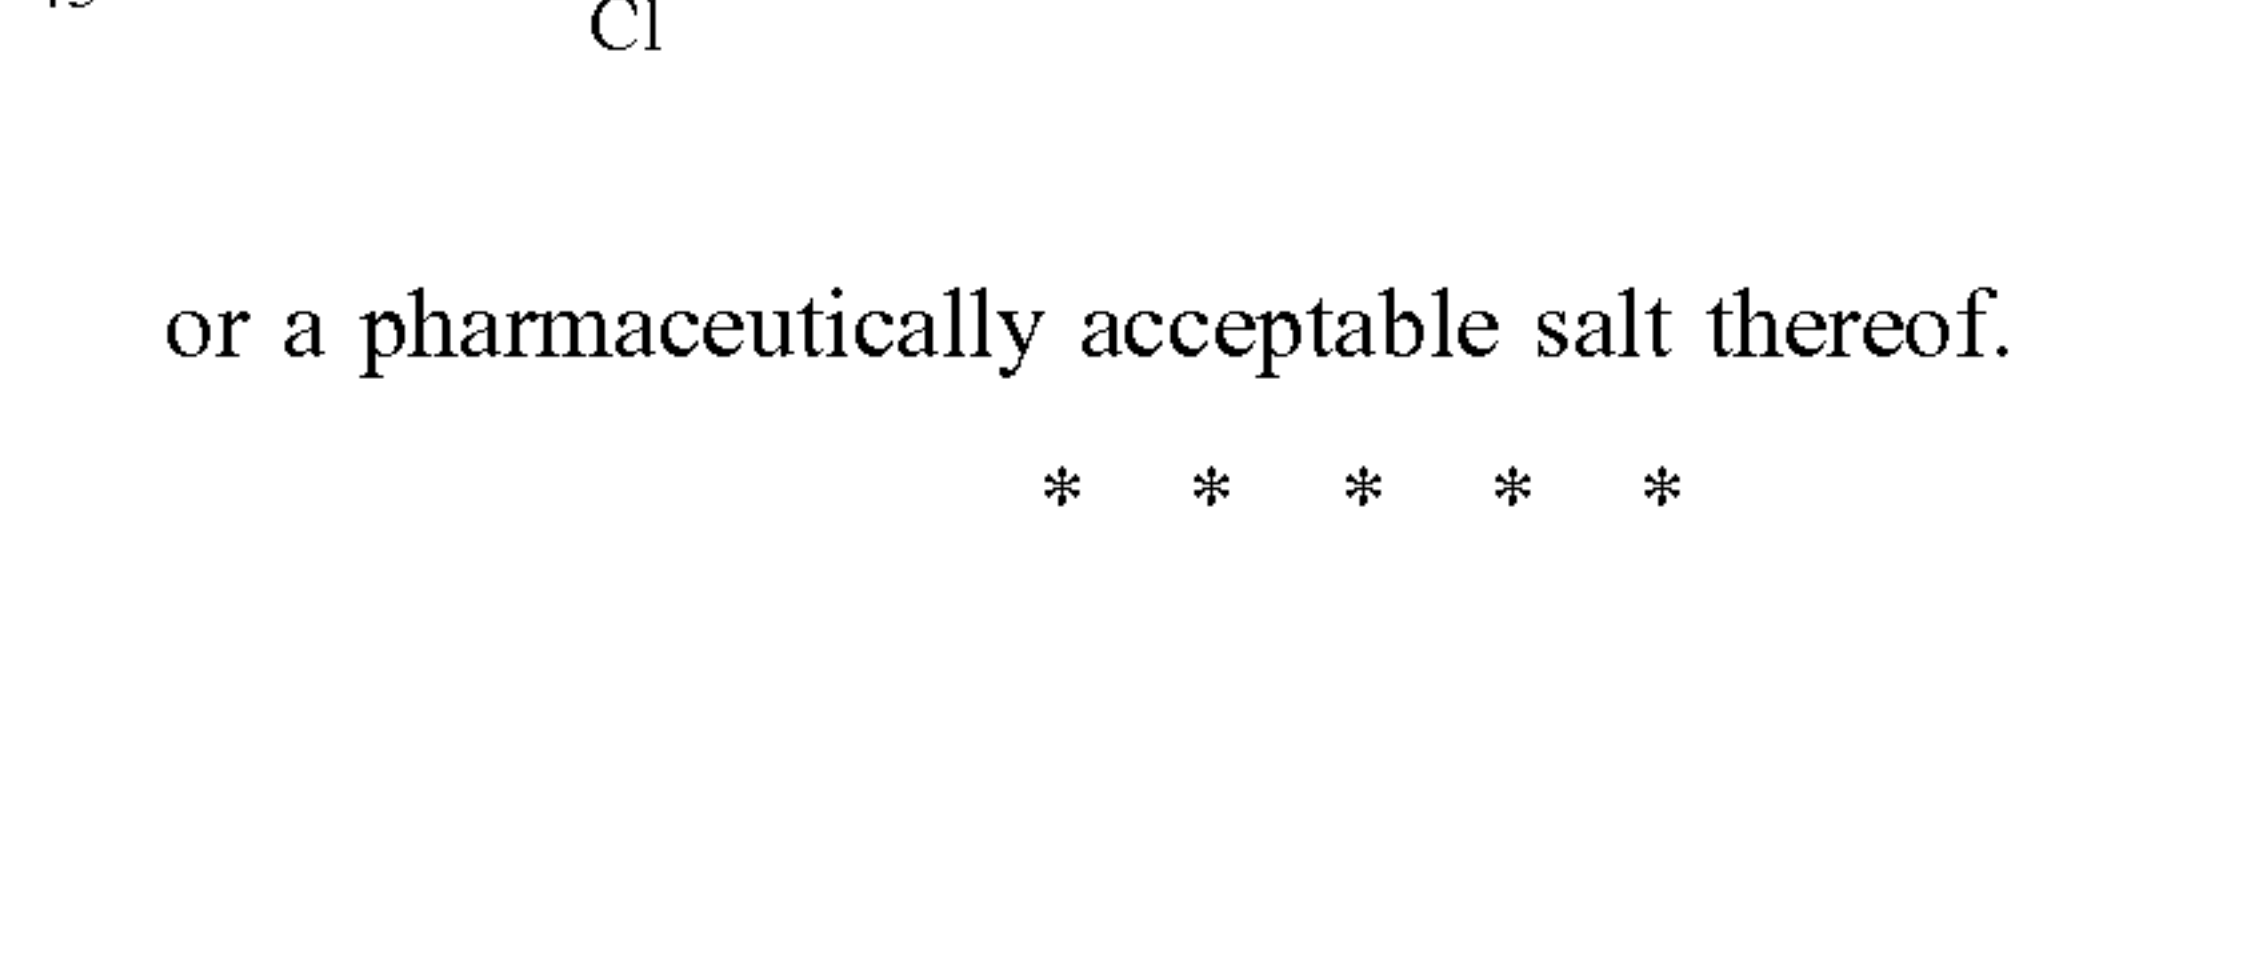 Cl
or a pharmaceutically acceptable salt thereof.
* * * * *